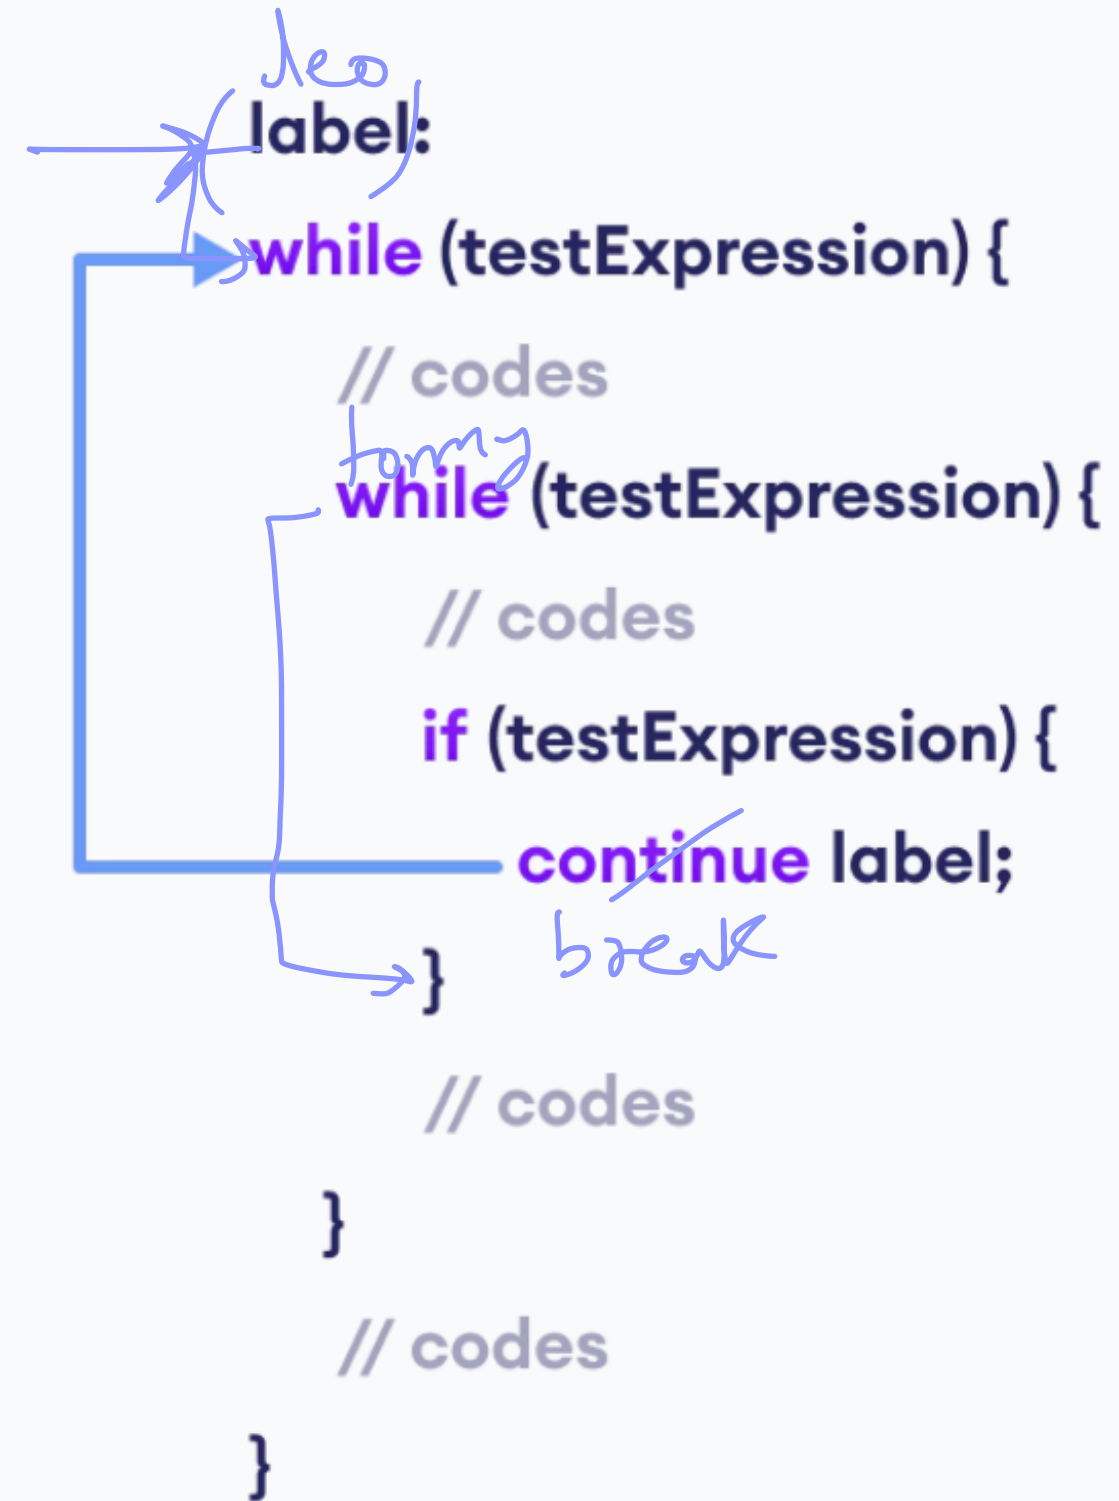 leo
label:
while (testExpression) {
// codes
tommy
while (testExpression) {
// codes
if (testExpression) {
continue label;
break
}
// codes
}
// codes
}